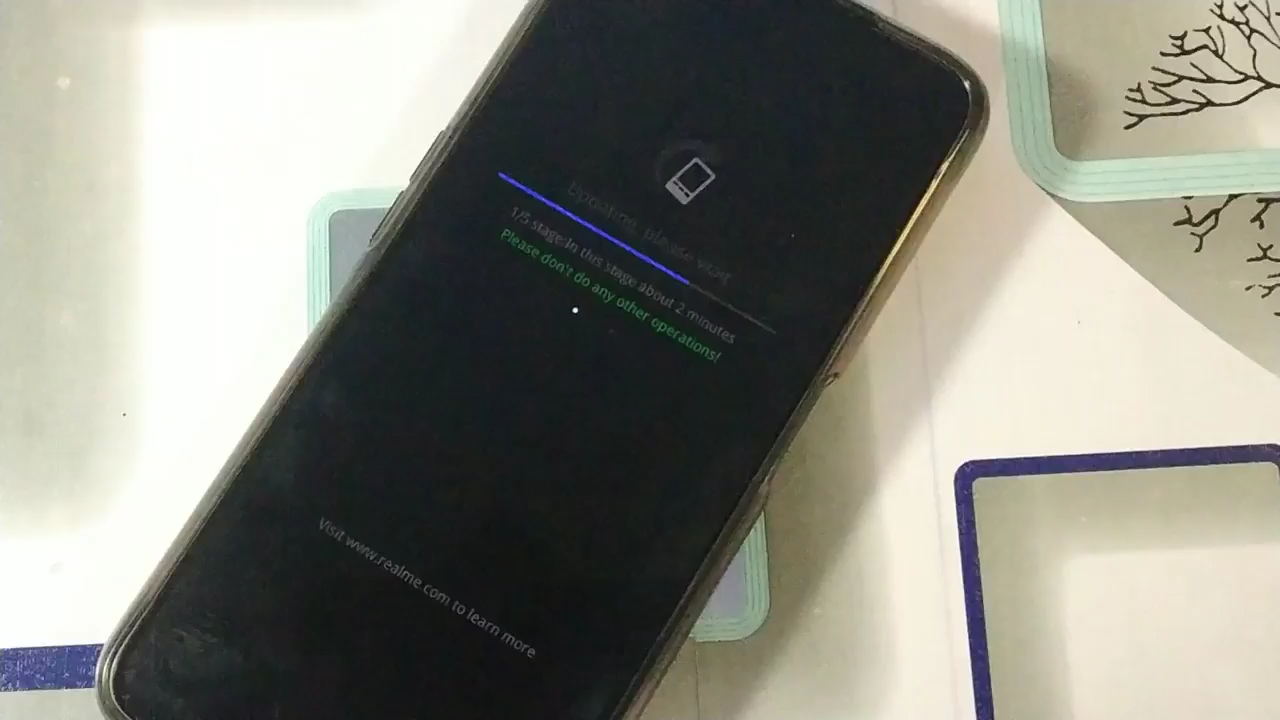 Updating, please wait
1/5 stage:In this stage about 2 minutes
Please don't do any other operations!
Visit www.realme.com to learn more